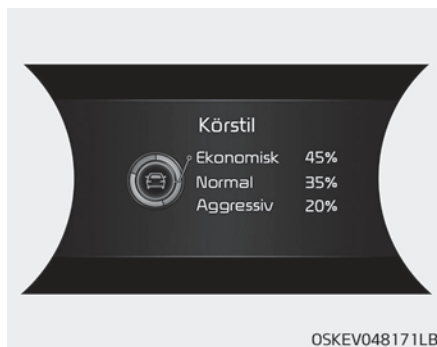 Körstil
Ekonomisk 45%
Normal 35%
Aggressiv 20%
OSKEV048171LB